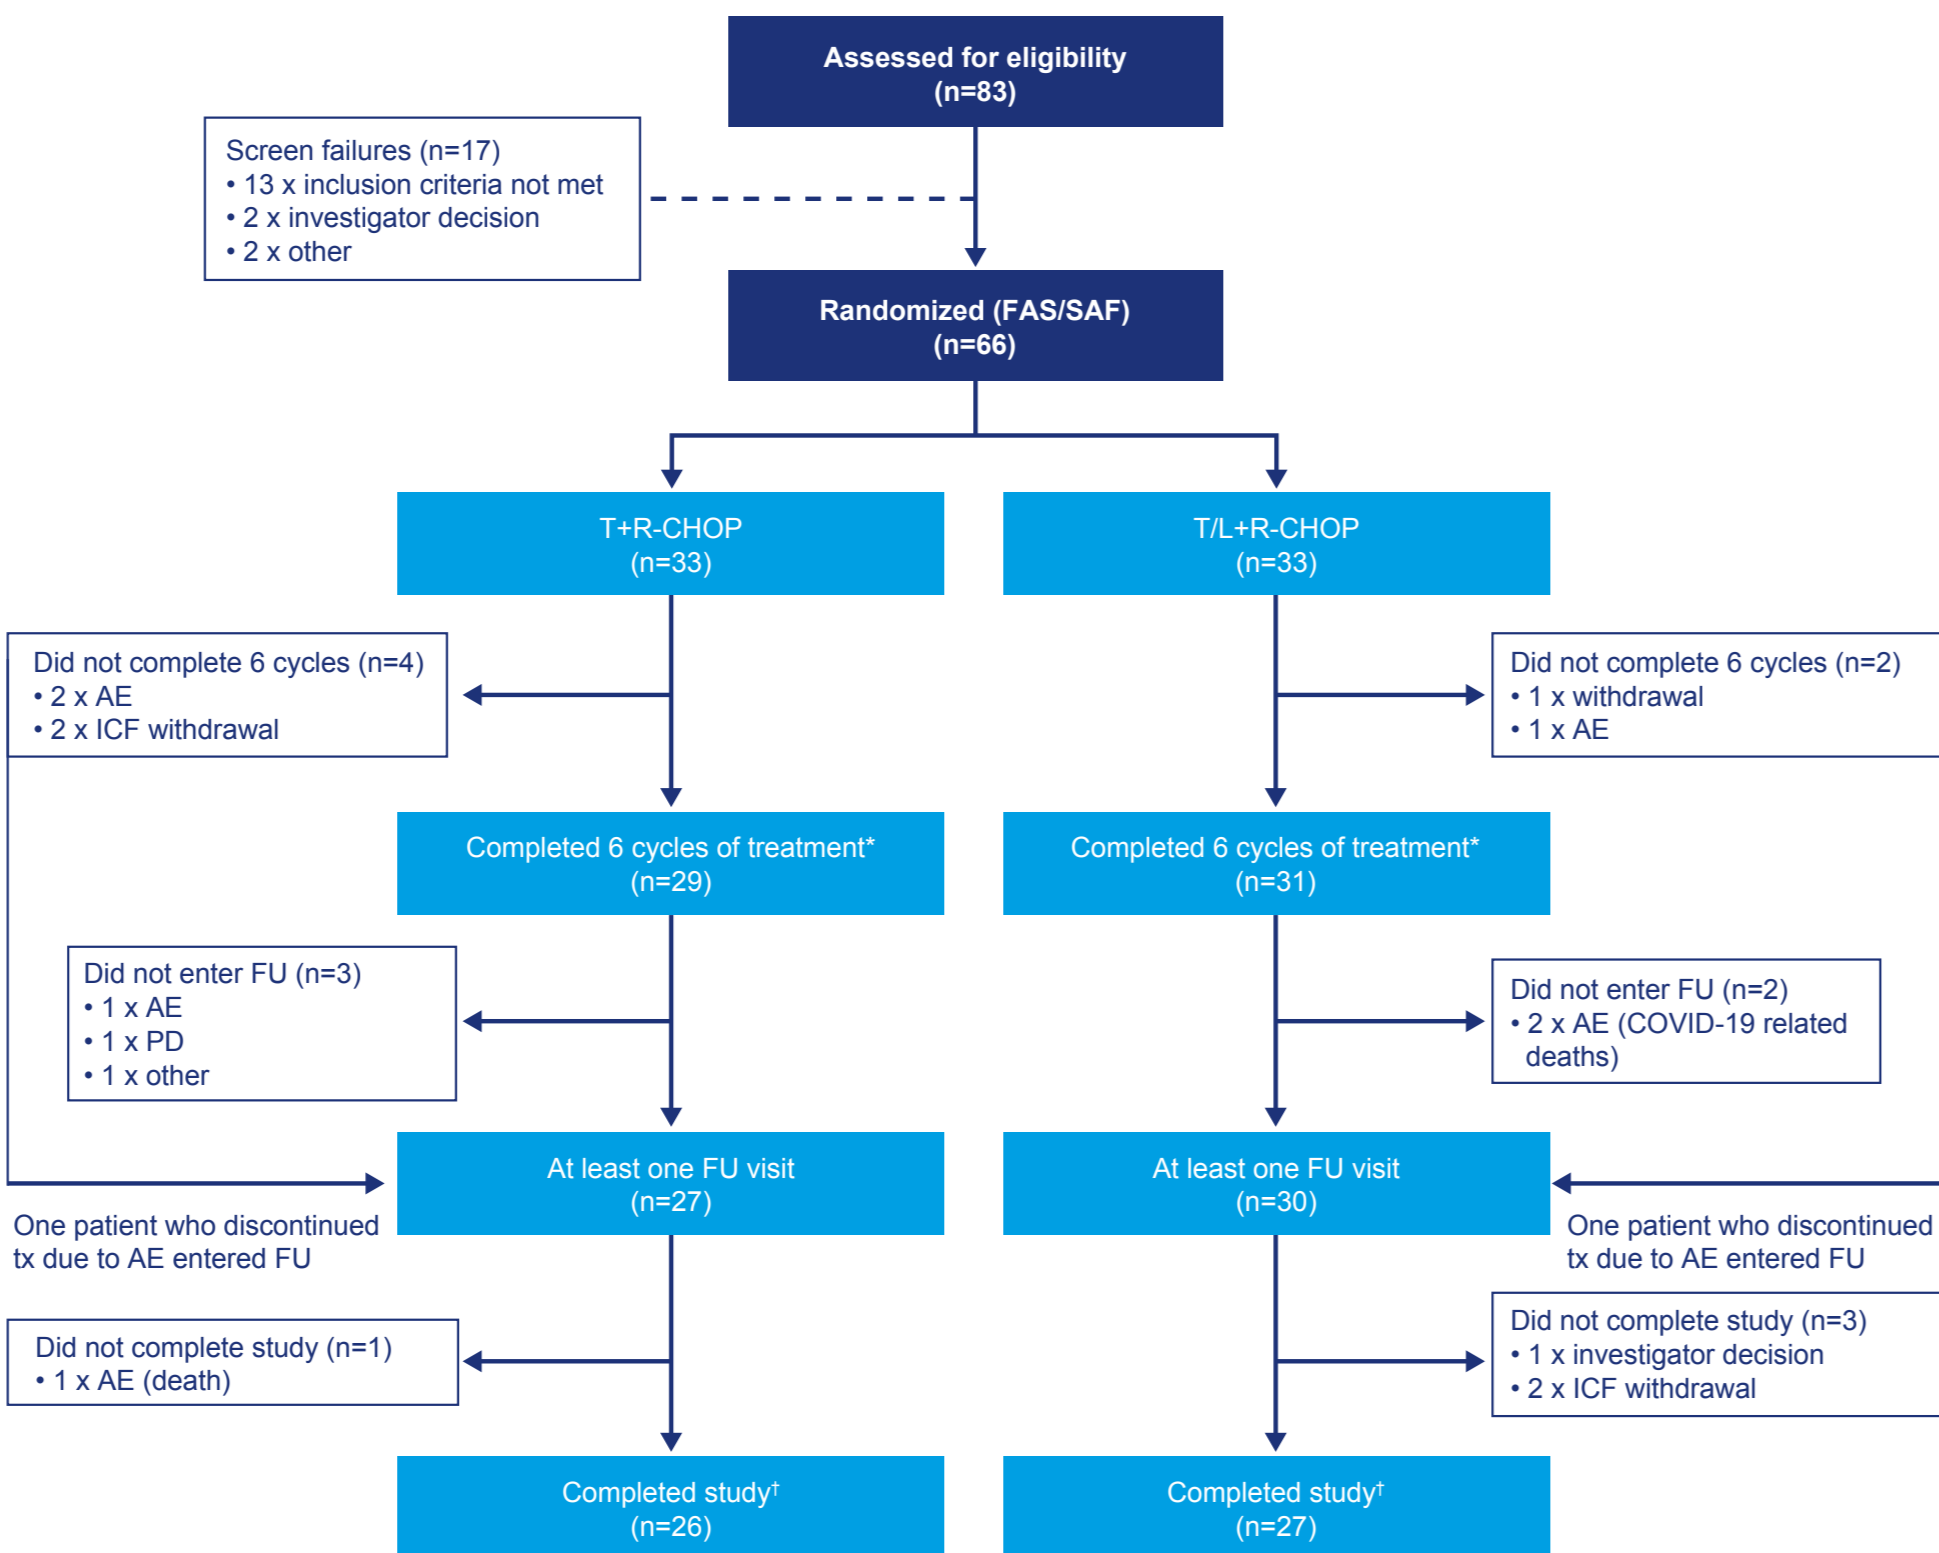 Assessed for eligibility
(n=83)
Screen failures (n=17)
• 13 x inclusion criteria not met
• 2 x investigator decision
• 2 x other
Randomized (FAS/SAF)
(n=66)
T+R-CHOP
(n=33)
T/L+R-CHOP
(n=33)
Did not complete 6 cycles (n=4)
• 2 x AE
• 2 x ICF withdrawal
Did not complete 6 cycles (n=2)
• 1 x withdrawal
• 1 x AE
Completed 6 cycles of treatment*
(n=29)
Completed 6 cycles of treatment*
(n=31)
Did not enter FU (n=3)
• 1 x AE
• 1 x PD
• 1 x other
Did not enter FU (n=2)
• 2 x AE (COVID-19 related
deaths)
At least one FU visit
(n=27)
At least one FU visit
(n=30)
One patient who discontinued
tx due to AE entered FU
One patient who discontinued
tx due to AE entered FU
Did not complete study (n=1)
• 1 x AE (death)
Did not complete study (n=3)
• 1 x investigator decision
• 2 x ICF withdrawal
Completed study†
(n=26)
Completed study†
(n=27)